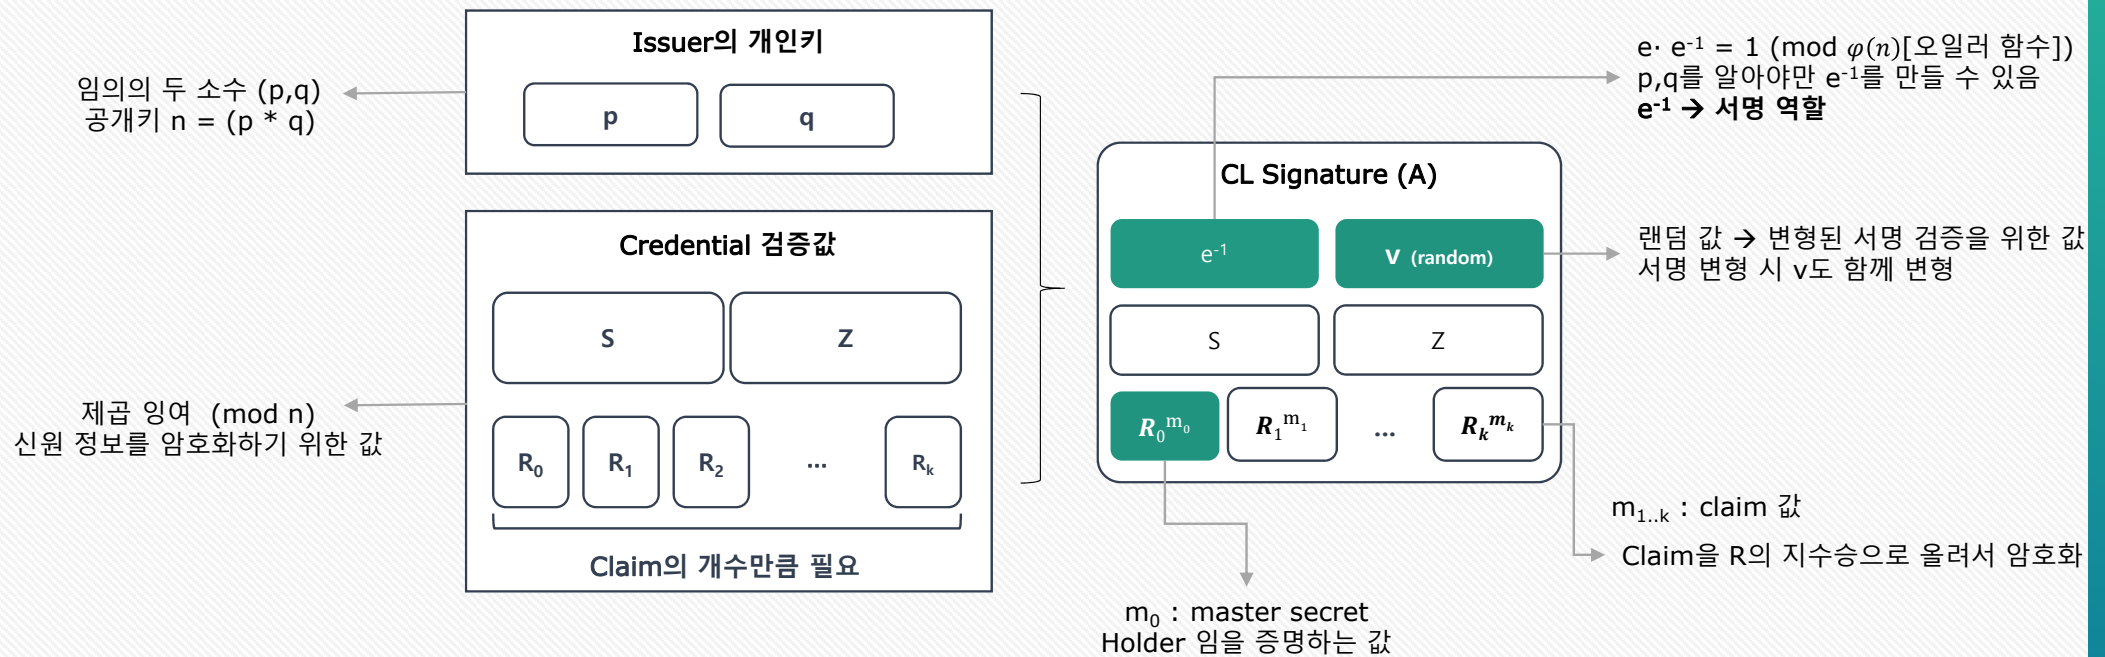 Issuer의 개인키
p
q
임의의 두 소수 (p,q)
공개키 n = (p * q)
Credential 검증값
S
Z
R₀
R₁
R₂
...
Rₖ
Claim의 개수만큼 필요
제곱 잉여 (mod n)
신원 정보를 암호화하기 위한 값
CL Signature (A)
e⁻¹
v (random)
S
Z
R₀^m₀
R₁^m₁
...
Rₖ^mₖ
e· e⁻¹ = 1 (mod φ(n)[오일러 함수])
p,q를 알아야만 e⁻¹를 만들 수 있음
e⁻¹ → 서명 역할
랜덤 값 → 변형된 서명 검증을 위한 값
서명 변형 시 v도 함께 변형
m₁..ₖ : claim 값
Claim을 R의 지수승으로 올려서 암호화
m₀ : master secret
Holder 임을 증명하는 값